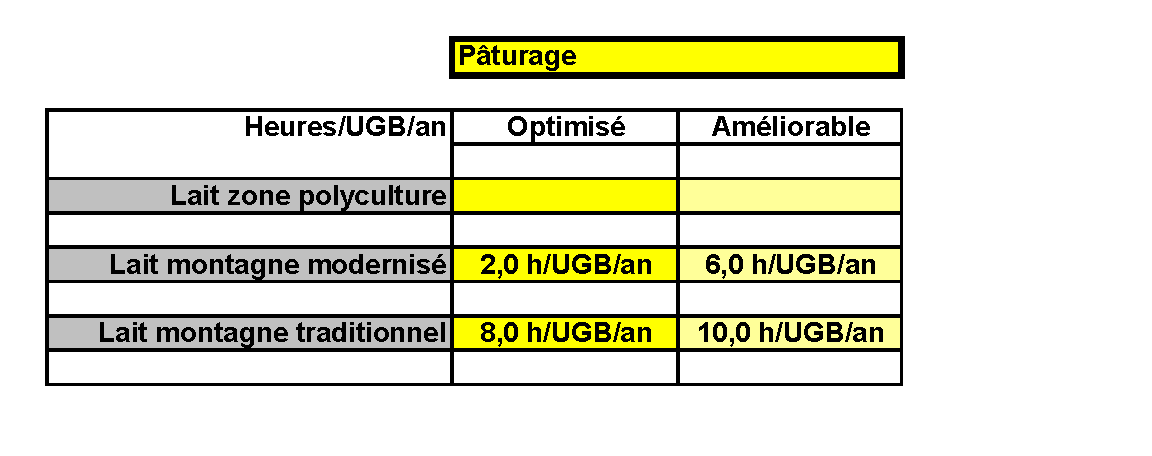 Pâturage
Heures/UGB/an Optimisé Améliorable
Lait zone polyculture
Lait montagne modernisé 2,0 h/UGB/an 6,0 h/UGB/an
Lait montagne traditionnel 8,0 h/UGB/an 10,0 h/UGB/an